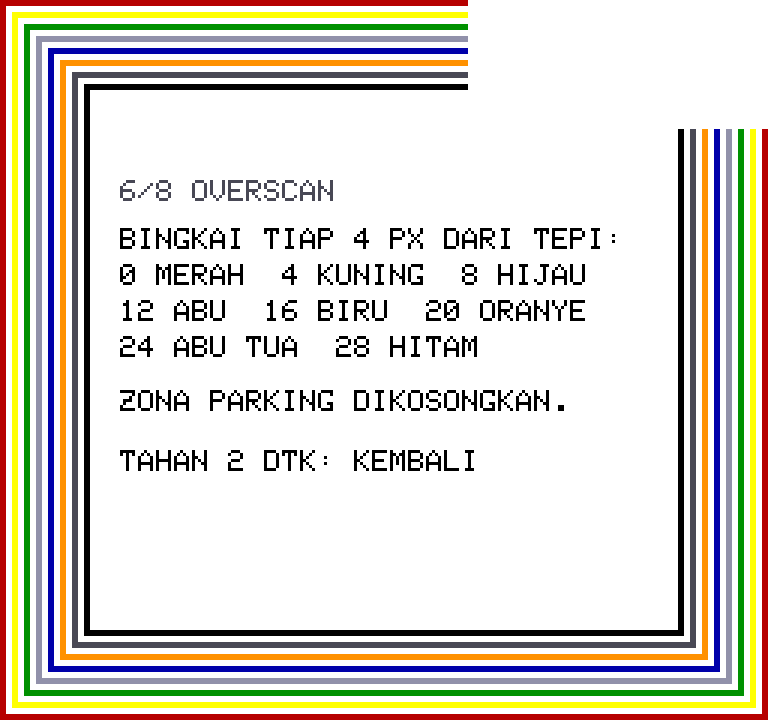 6/8 OVERSCAN
BINGKAI TIAP 4 PX DARI TEPI:
0 MERAH  4 KUNING  8 HIJAU
12 ABU  16 BIRU  20 ORANYE
24 ABU TUA  28 HITAM
ZONA PARKING DIKOSONGKAN.
TAHAN 2 DTK: KEMBALI